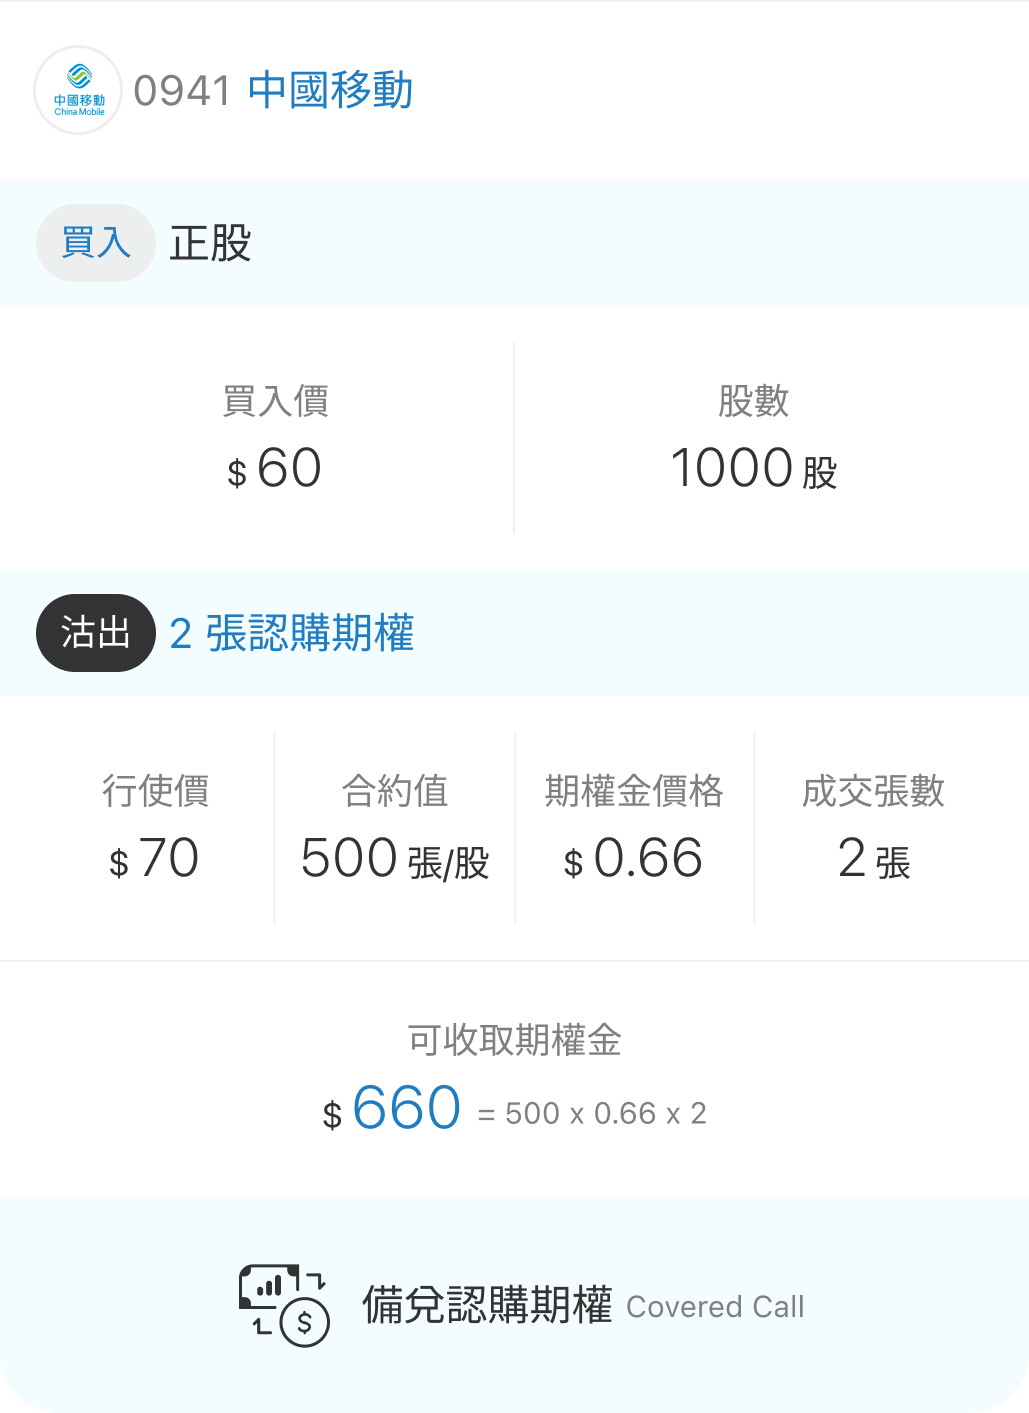 中國移動
China Mobile
0941 中國移動
買入 正股
買入價 股數
$ 60 1000 股
沽出 2 張認購期權
行使價 合約值 期權金價格 成交張數
$ 70 500 張/股 $ 0.66 2 張
可收取期權金
$ 660 = 500 x 0.66 x 2
$ 備兌認購期權 Covered Call